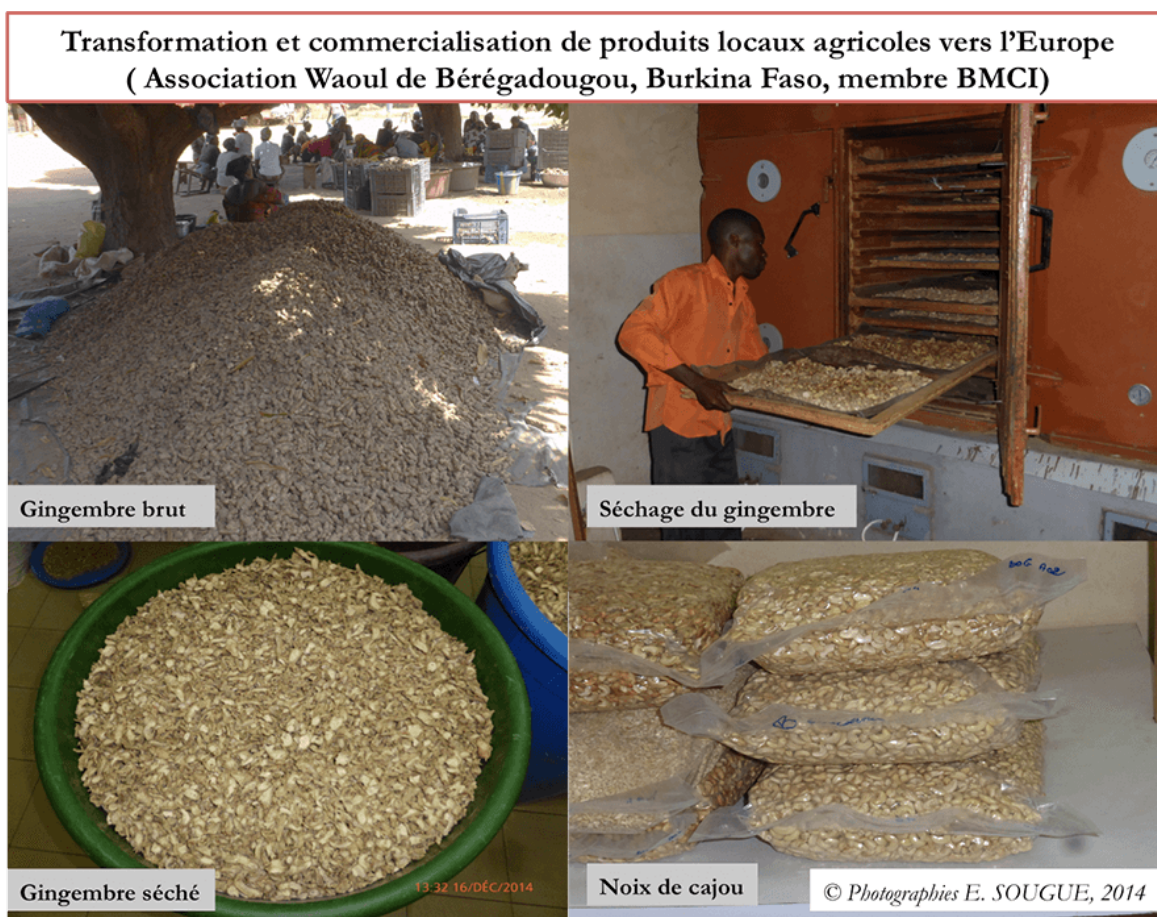 Transformation et commercialisation de produits locaux agricoles vers l’Europe
( Association Waoul de Bérégadougou, Burkina Faso, membre BMCI)
Gingembre brut
Séchage du gingembre
Gingembre séché
13:32 16/DÉC/2014
Noix de cajou
© Photographies E. SOUGUE, 2014